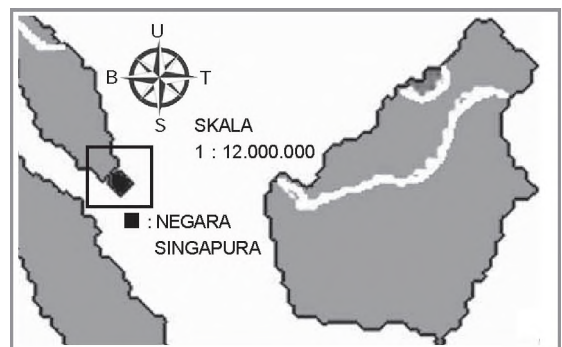 U
B T
S
SKALA
1 : 12.000.000
: NEGARA
SINGAPURA